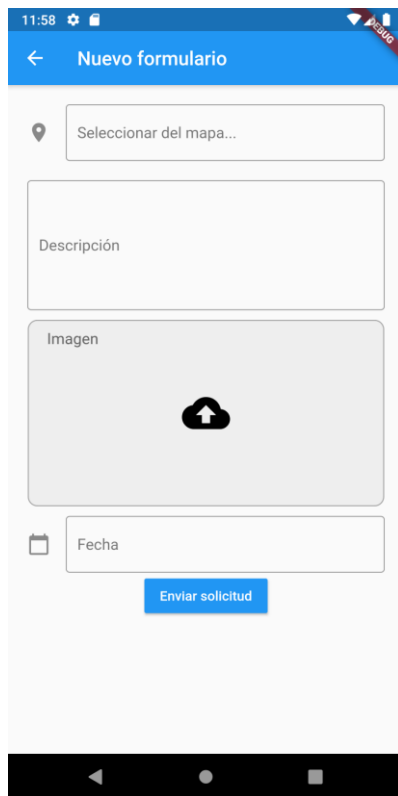 11:58
DEBUG
Nuevo formulario
Seleccionar del mapa...
Descripción
Imagen
Fecha
Enviar solicitud